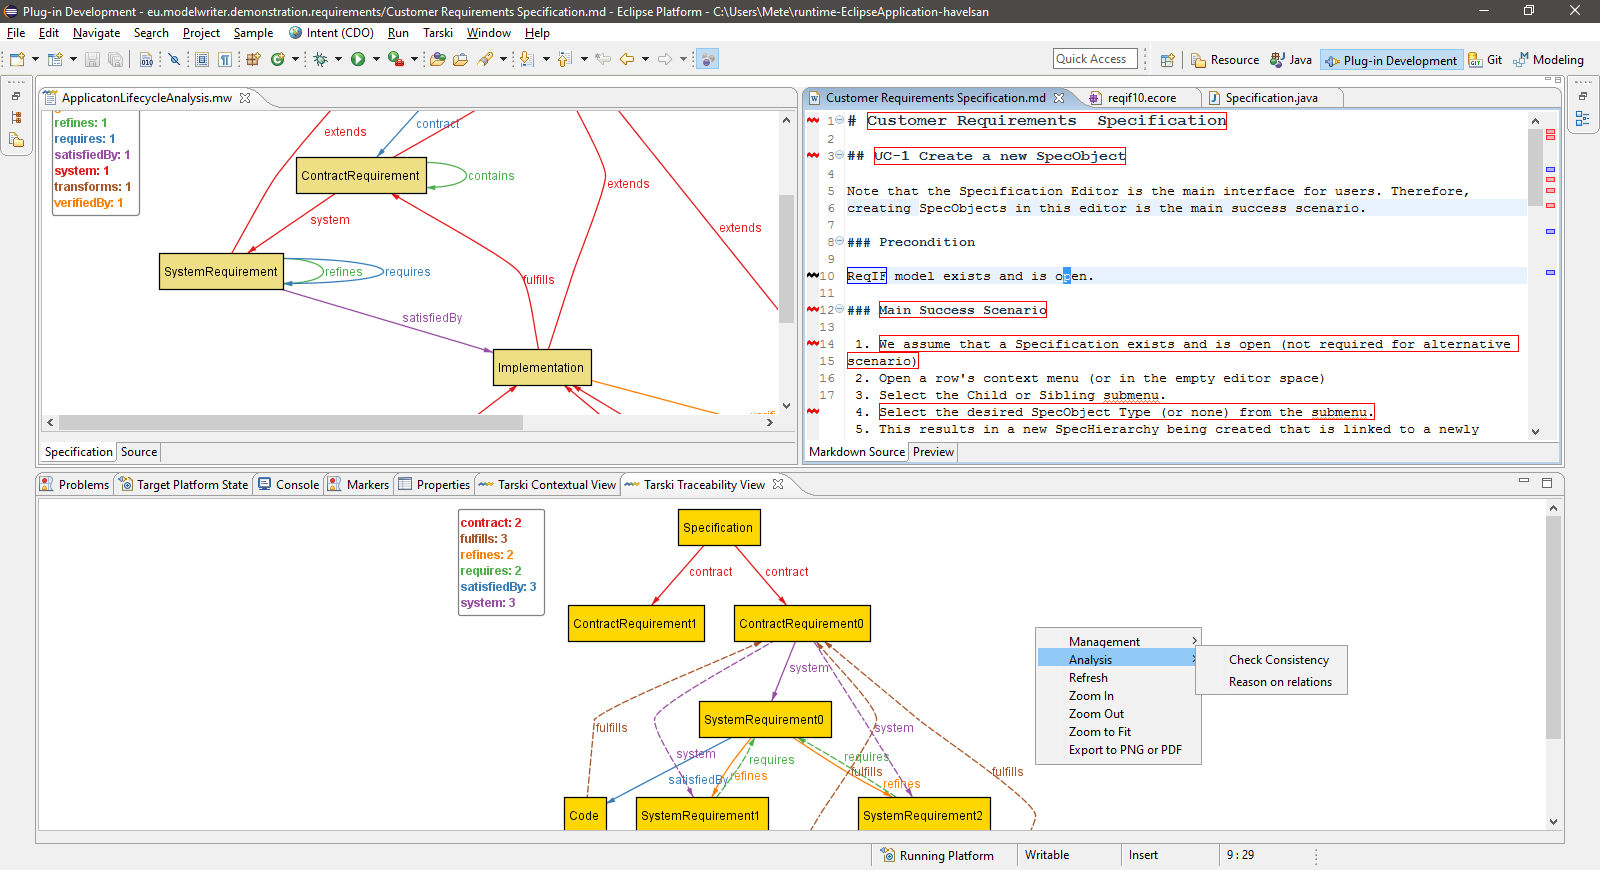 Plug-in Development - eu.modelwriter.demonstration.requirements/Customer Requirements Specification.md - Eclipse Platform - C:\Users\Mete\runtime-EclipseApplication-havelsan
File Edit Navigate Search Project Sample Intent (CDO) Run Tarski Window Help
Quick Access Resource Java Plug-in Development Git Modeling
ApplicatonLifecycleAnalysis.mw
refines: 1
requires: 1
satisfiedBy: 1
system: 1
transforms: 1
verifiedBy: 1
extends
contract
ContractRequirement
contains
extends
system
extends
SystemRequirement
refines
requires
fulfills
satisfiedBy
Implementation
Specification Source
Customer Requirements Specification.md reqif10.ecore Specification.java
1 # Customer Requirements  Specification
2
3 ## UC-1 Create a new SpecObject
4
5 Note that the Specification Editor is the main interface for users. Therefore,
6 creating SpecObjects in this editor is the main success scenario.
7
8 ### Precondition
9
10 ReqIF model exists and is open.
11
12 ### Main Success Scenario
13
14 1. We assume that a Specification exists and is open (not required for alternative
15 scenario)
16 2. Open a row's context menu (or in the empty editor space)
17 3. Select the Child or Sibling submenu.
4. Select the desired SpecObject Type (or none) from the submenu.
5. This results in a new SpecHierarchy being created that is linked to a newly
Markdown Source Preview
Problems Target Platform State Console Markers Properties Tarski Contextual View Tarski Traceability View
contract: 2
fulfills: 3
refines: 2
requires: 2
satisfiedBy: 3
system: 3
Specification
contract contract
ContractRequirement1 ContractRequirement0
system
SystemRequirement0
fulfills
system
system
requires
requires
satisfiedBy
refines
fulfills
refines
fulfills
Code SystemRequirement1 SystemRequirement2
Management
Analysis
Refresh
Zoom In
Zoom Out
Zoom to Fit
Export to PNG or PDF
Check Consistency
Reason on relations
Running Platform Writable Insert 9 : 29